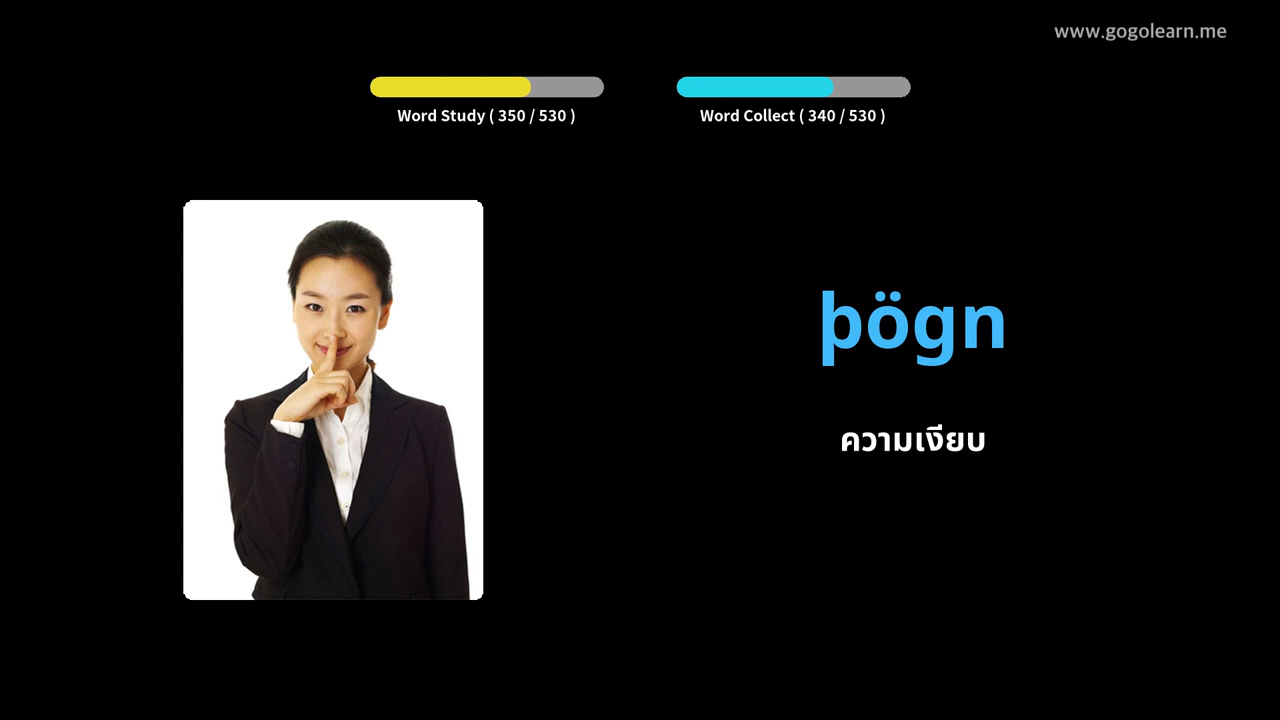 www.gogolearn.me
Word Study ( 350 / 530 )
Word Collect ( 340 / 530 )
þögn
ความเงียบ